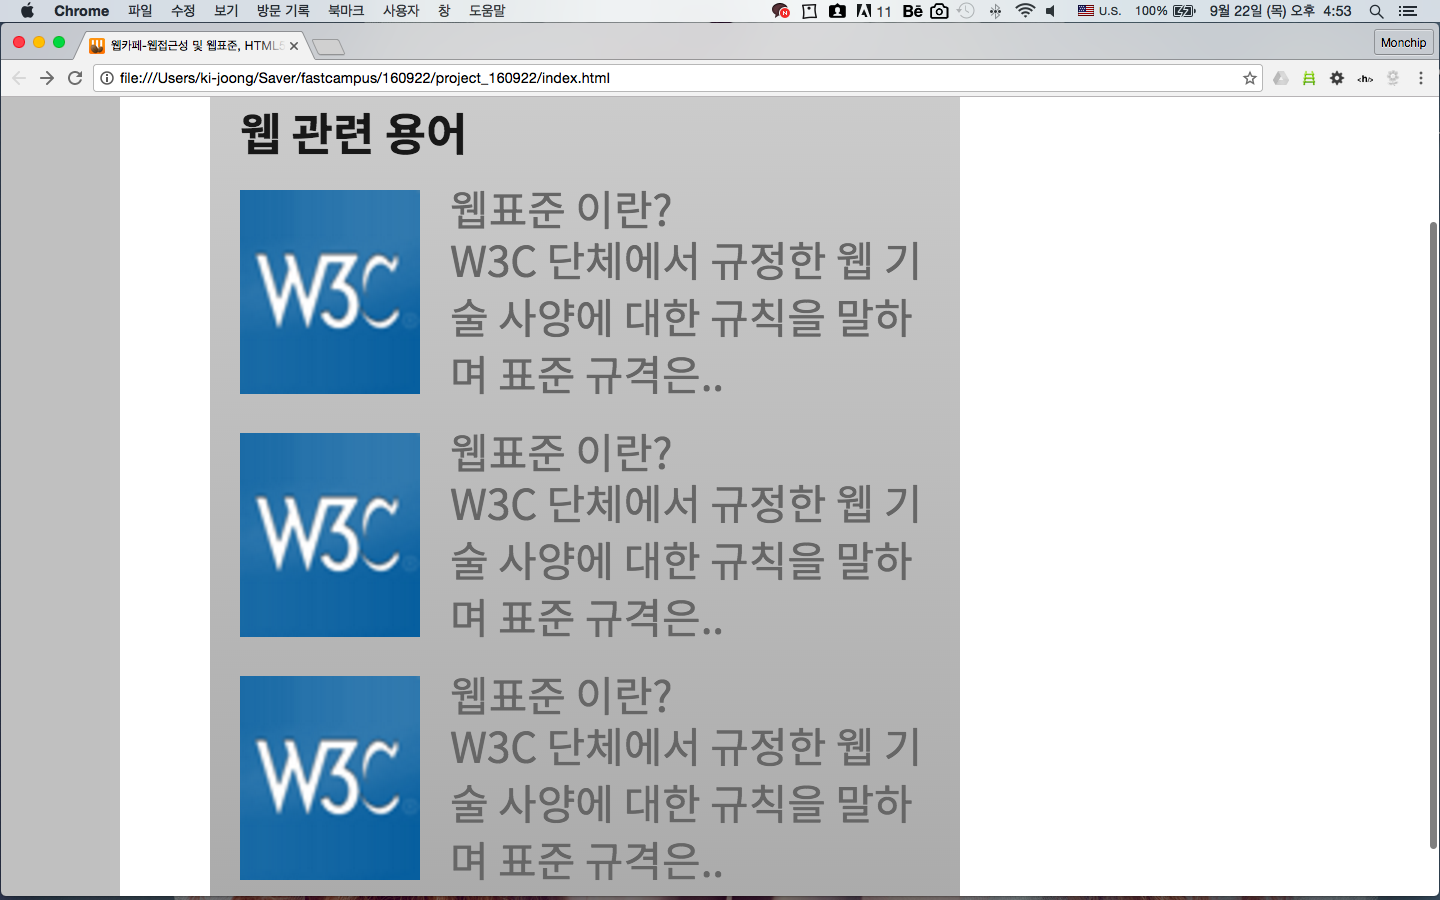 Chrome 파일 수정 보기 방문 기록 북마크 사용자 창 도움말 11 Bē U.S. 100% 9월 22일 (목) 오후 4:53
웹카페-웹접근성 및 웹표준, HTML5
Monchip
file:///Users/ki-joong/Saver/fastcampus/160922/project_160922/index.html
웹 관련 용어
W3C
웹표준 이란?
W3C 단체에서 규정한 웹 기
술 사양에 대한 규칙을 말하
며 표준 규격은..
W3C
웹표준 이란?
W3C 단체에서 규정한 웹 기
술 사양에 대한 규칙을 말하
며 표준 규격은..
W3C
웹표준 이란?
W3C 단체에서 규정한 웹 기
술 사양에 대한 규칙을 말하
며 표준 규격은..